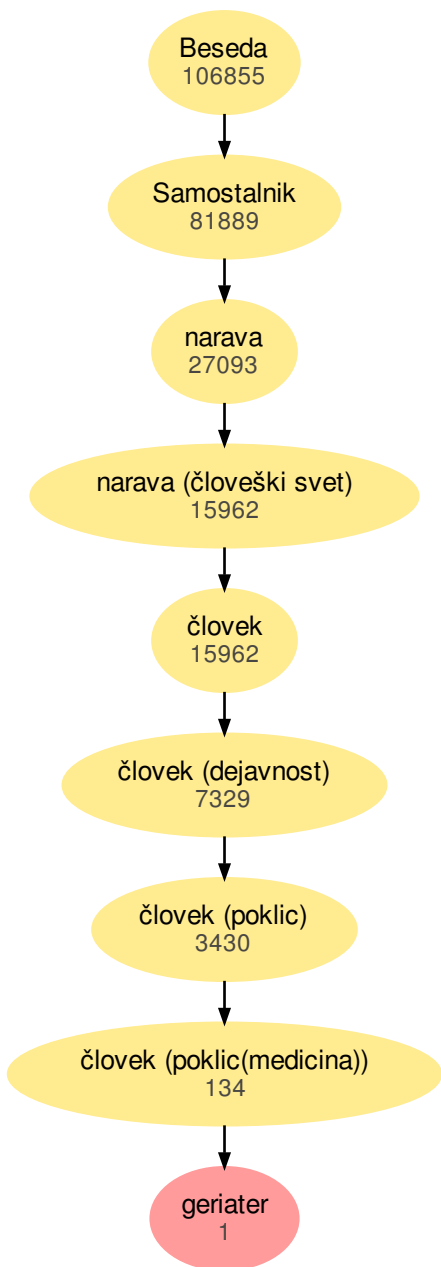 Beseda
106855
Samostalnik
81889
narava
27093
narava (človeški svet)
15962
človek
15962
človek (dejavnost)
7329
človek (poklic)
3430
človek (poklic(medicina))
134
geriater
1